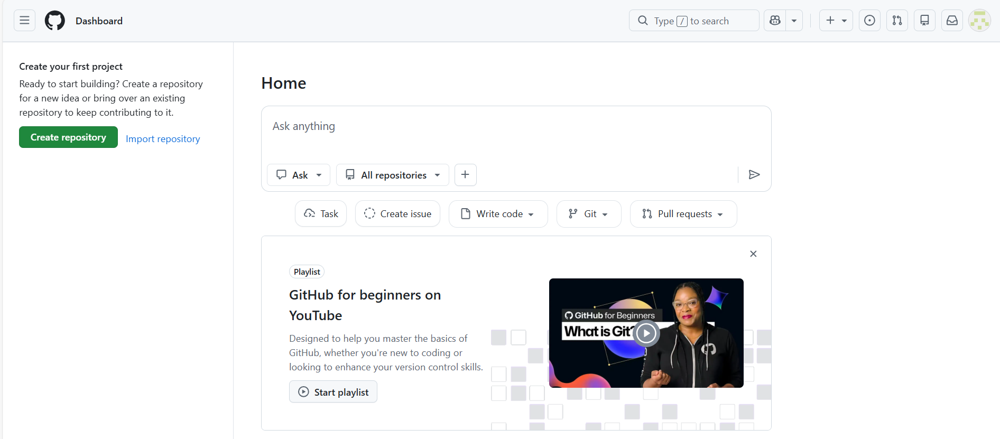 Dashboard
Type / to search
Create your first project
Ready to start building? Create a repository
for a new idea or bring over an existing
repository to keep contributing to it.
Create repository
Import repository
Home
Ask anything
Ask
All repositories
Task
Create issue
Write code
Git
Pull requests
Playlist
GitHub for beginners on
YouTube
Designed to help you master the basics of
GitHub, whether you're new to coding or
looking to enhance your version control skills.
Start playlist
GitHub for Beginners
What is Git?